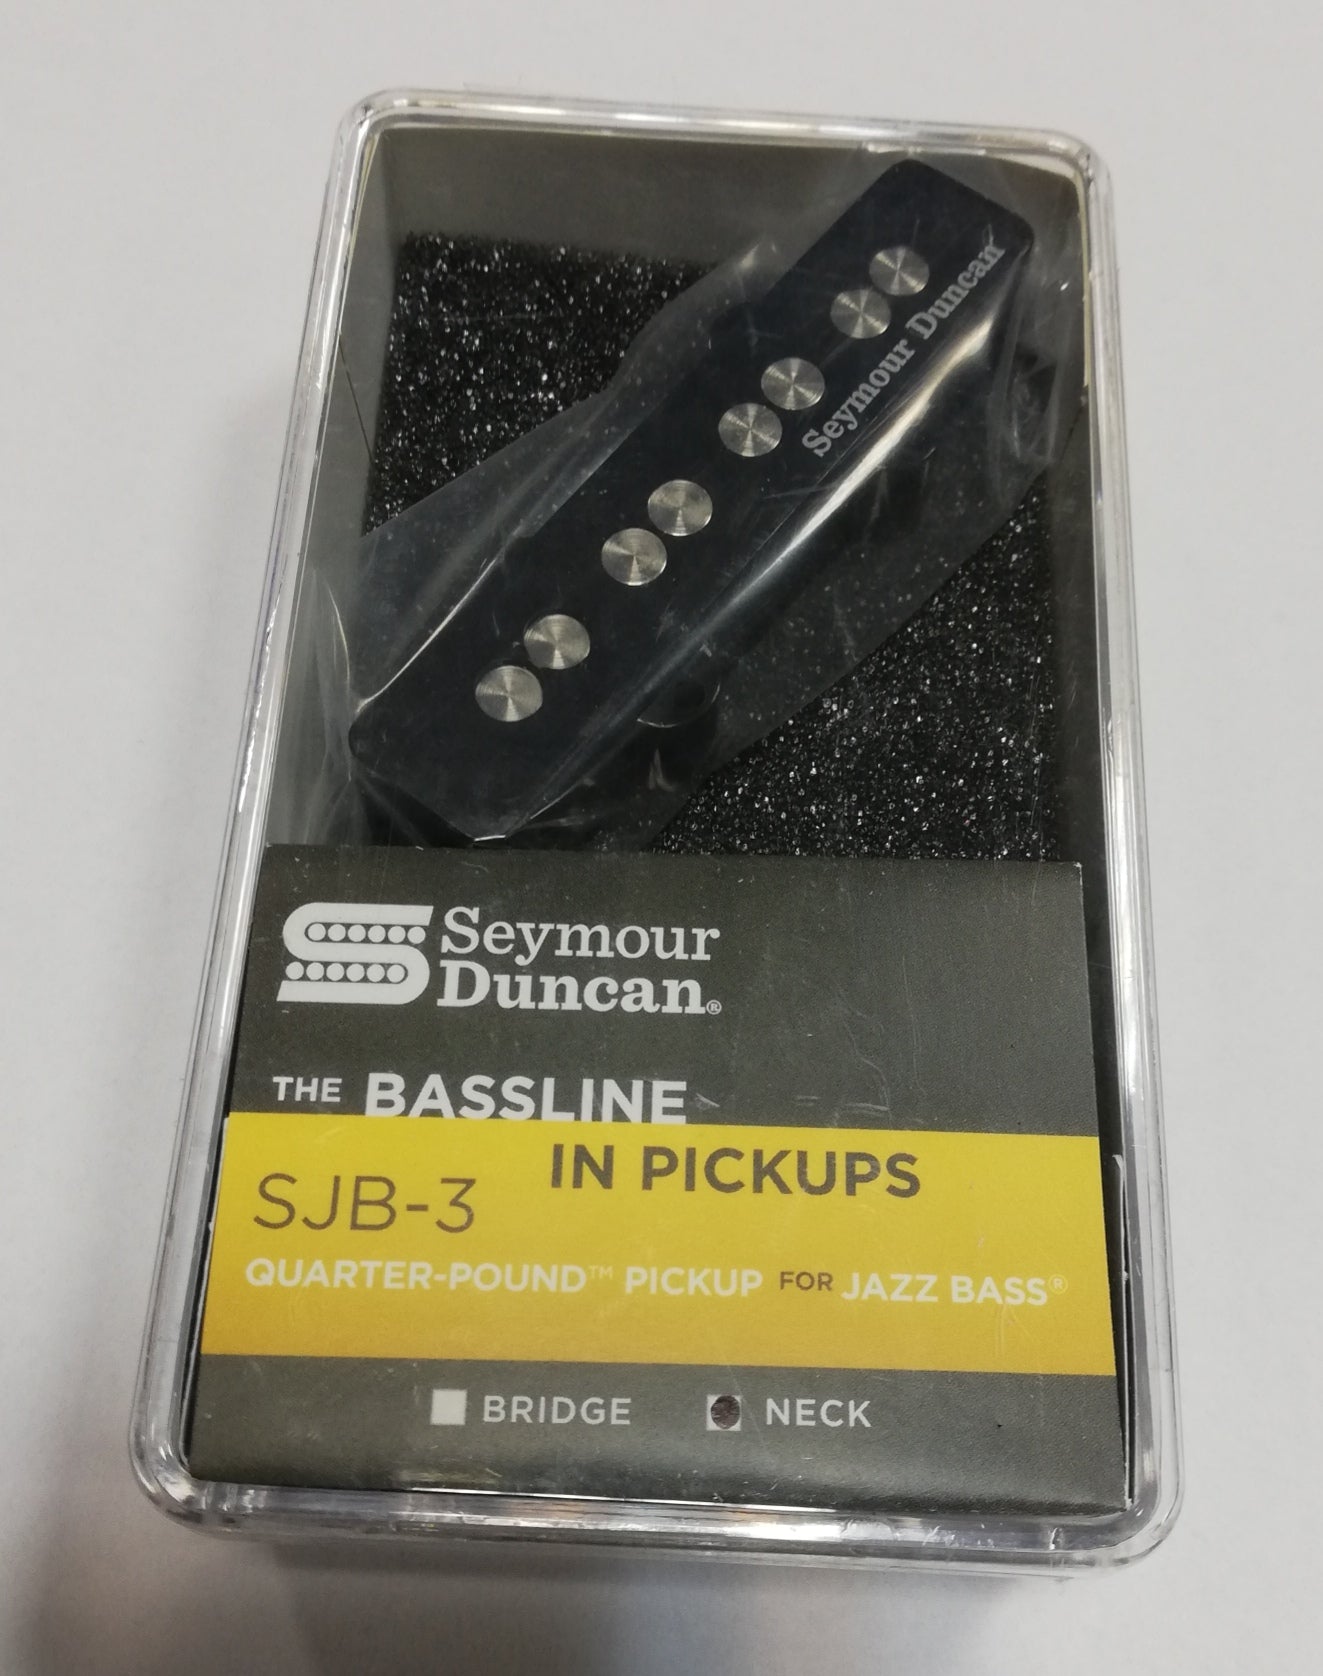 Seymour Duncan
Seymour
Duncan®
THE BASSLINE
IN PICKUPS
SJB-3
QUARTER-POUND™ PICKUP FOR JAZZ BASS®
BRIDGE NECK